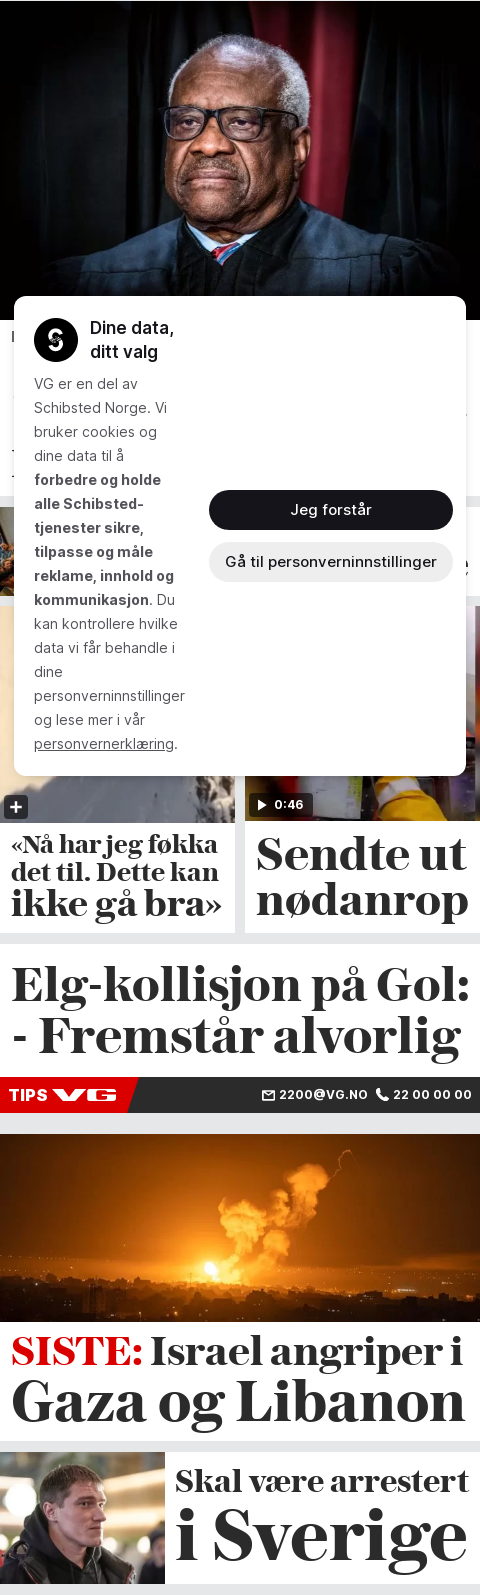 Dine data,
ditt valg
VG er en del av
Schibsted Norge. Vi
bruker cookies og
dine data til å
forbedre og holde
alle Schibsted-
tjenester sikre,
tilpasse og måle
reklame, innhold og
kommunikasjon. Du
kan kontrollere hvilke
data vi får behandle i
dine
personverninnstillinger
og lese mer i vår
personvernerklæring.
Jeg forstår
Gå til personverninnstillinger
0:46
«Nå har jeg føkka
det til. Dette kan
ikke gå bra»
Sendte ut
nødanrop
Elg-kollisjon på Gol:
- Fremstår alvorlig
TIPS VG
2200@VG.NO 22 00 00 00
SISTE: Israel angriper i
Gaza og Libanon
Skal være arrestert
i Sverige